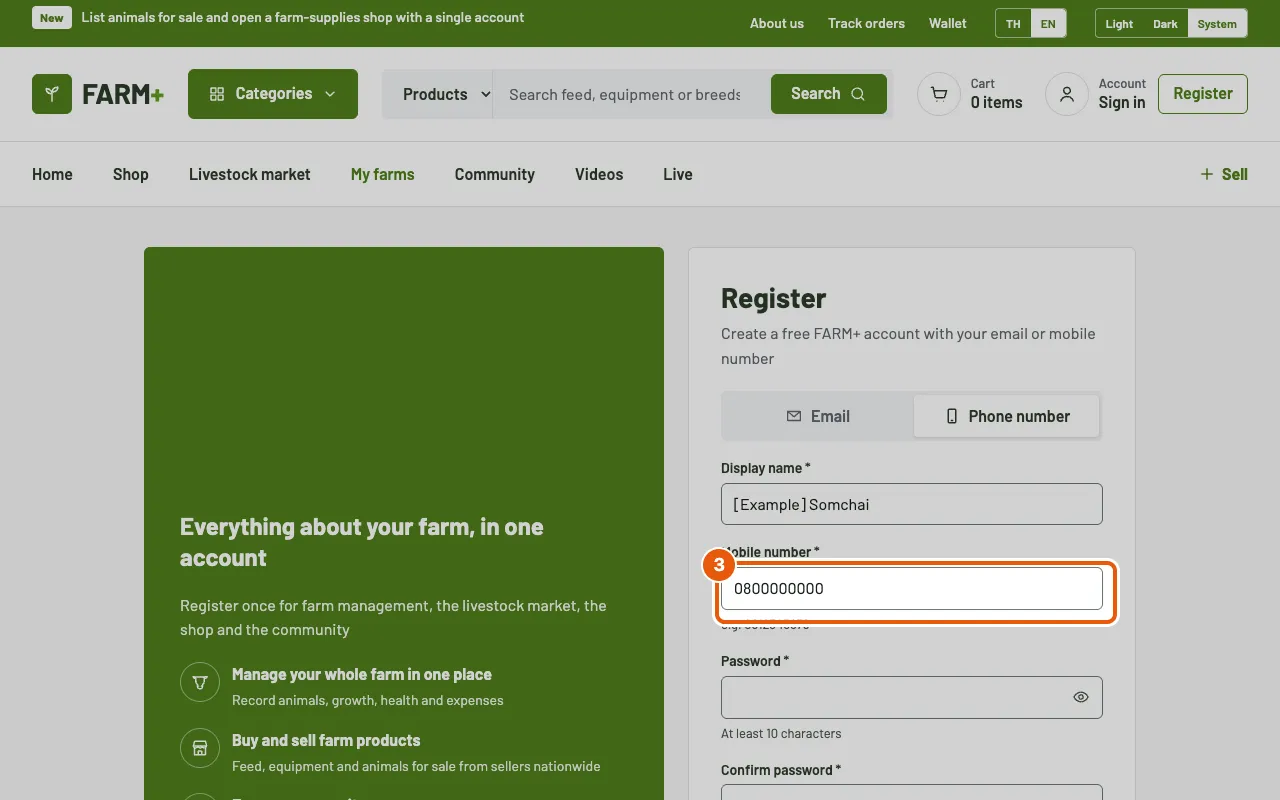 New
List animals for sale and open a farm-supplies shop with a single account
About us
Track orders
Wallet
TH
EN
Light
Dark
System
FARM+
Categories
Products
Search feed, equipment or breeds
Search
Cart
0 items
Account
Sign in
Register
Home
Shop
Livestock market
My farms
Community
Videos
Live
+ Sell
Everything about your farm, in one
account
Register once for farm management, the livestock market, the
shop and the community
Manage your whole farm in one place
Record animals, growth, health and expenses
Buy and sell farm products
Feed, equipment and animals for sale from sellers nationwide
Register
Create a free FARM+ account with your email or mobile
number
Email
Phone number
Display name *
[Example] Somchai
Mobile number *
3
0800000000
Password *
At least 10 characters
Confirm password *